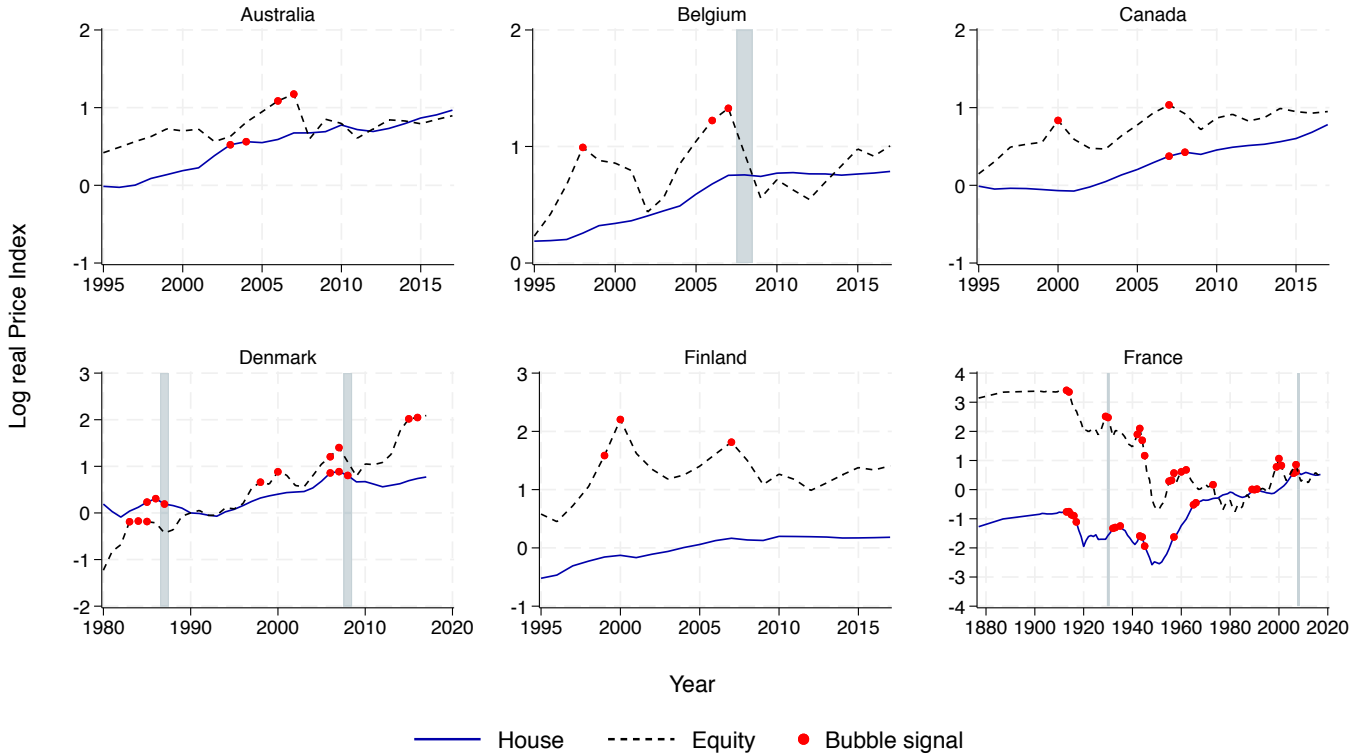 Log real Price Index
Australia
2
1
0
-1
1995 2000 2005 2010 2015
Belgium
2
1
0
1995 2000 2005 2010 2015
Canada
2
1
0
-1
1995 2000 2005 2010 2015
Denmark
3
2
1
0
-1
-2
1980 1990 2000 2010 2020
Finland
3
2
1
0
-1
1995 2000 2005 2010 2015
France
4
3
2
1
0
-1
-2
-3
-4
1880 1900 1920 1940 1960 1980 2000 2020
Year
House Equity Bubble signal